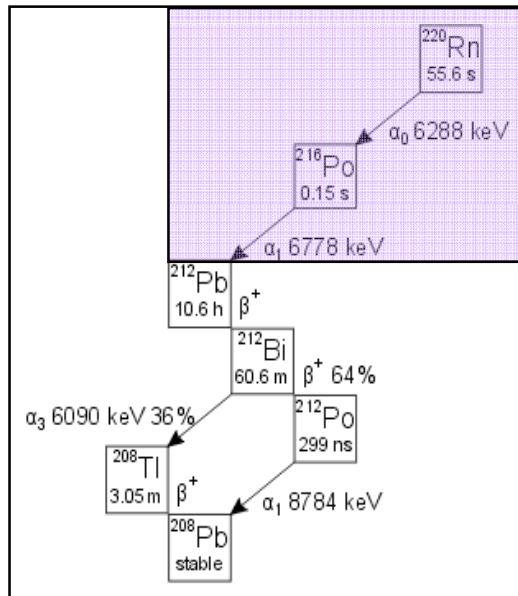 220Rn
55.6 s
α0 6288 keV
216Po
0.15 s
α1 6778 keV
212Pb
10.6 h
β+
212Bi
60.6 m
β+ 64%
α3 6090 keV 36%
212Po
299 ns
208Tl
3.05 m
β+
α1 8784 keV
208Pb
stable